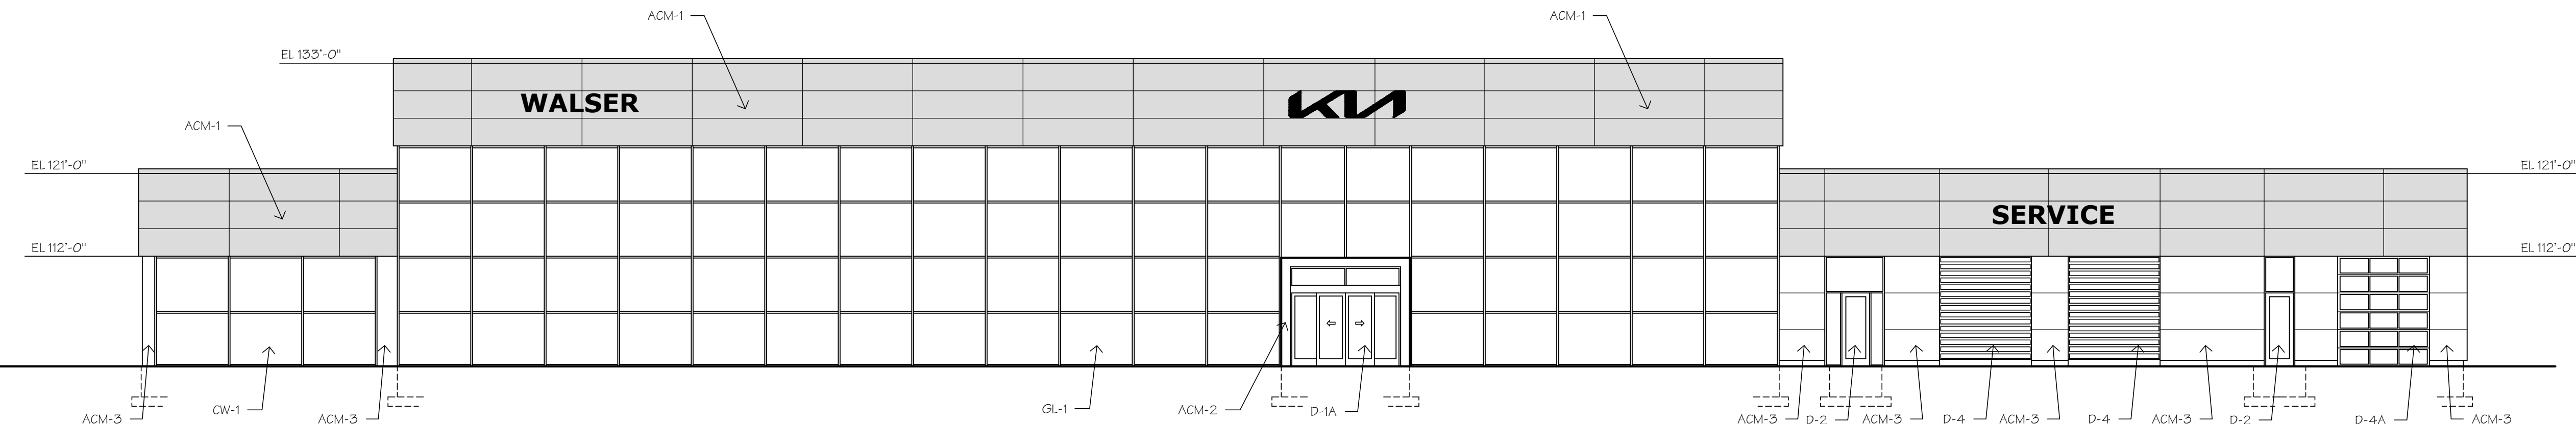 ACM-1 ACM-1
EL 133'-0"
WALSER KIA
ACM-1
EL 121'-0" EL 121'-0"
SERVICE
EL 112'-0" EL 112'-0"
ACM-3 CW-1 ACM-3 GL-1 ACM-2 D-1A ACM-3 D-2 ACM-3 D-4 ACM-3 D-4 ACM-3 D-2 D-4A ACM-3